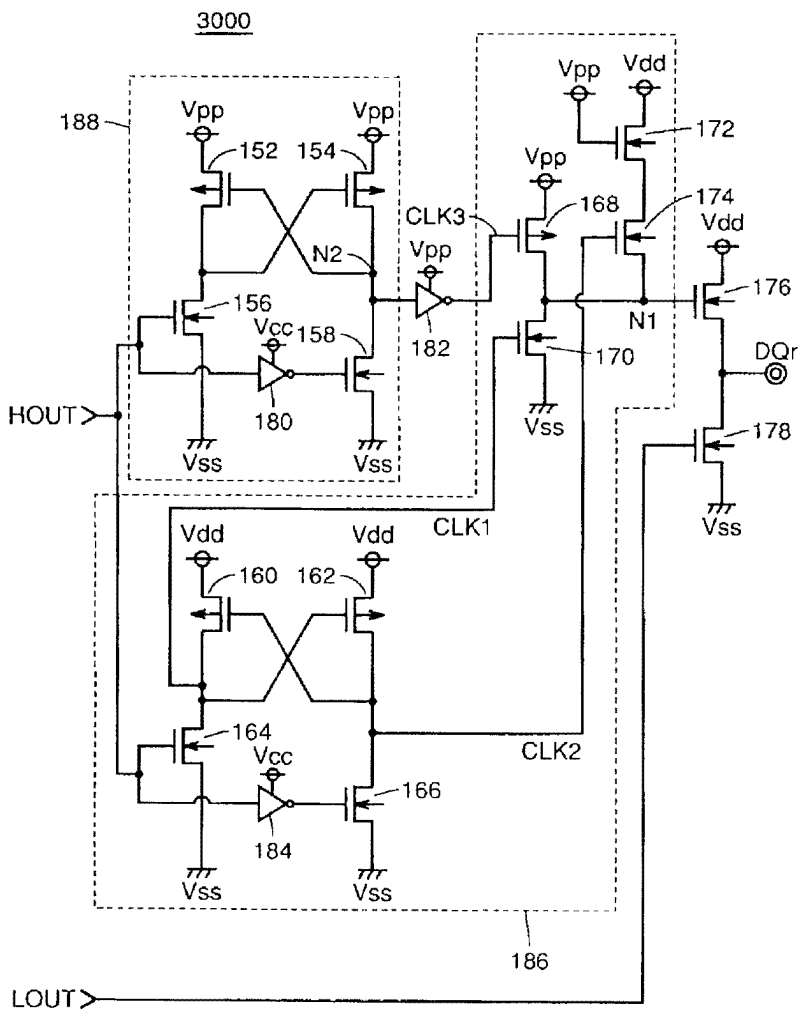 3000
188
Vpp
Vpp
152
154
Vpp
Vdd
172
Vpp
CLK3
168
174
Vdd
N2
Vpp
182
176
N1
156
Vcc
158
170
DQr
HOUT
180
Vss
Vss
Vss
178
CLK1
Vss
Vdd
Vdd
160
162
164
Vcc
CLK2
166
184
Vss
Vss
186
LOUT